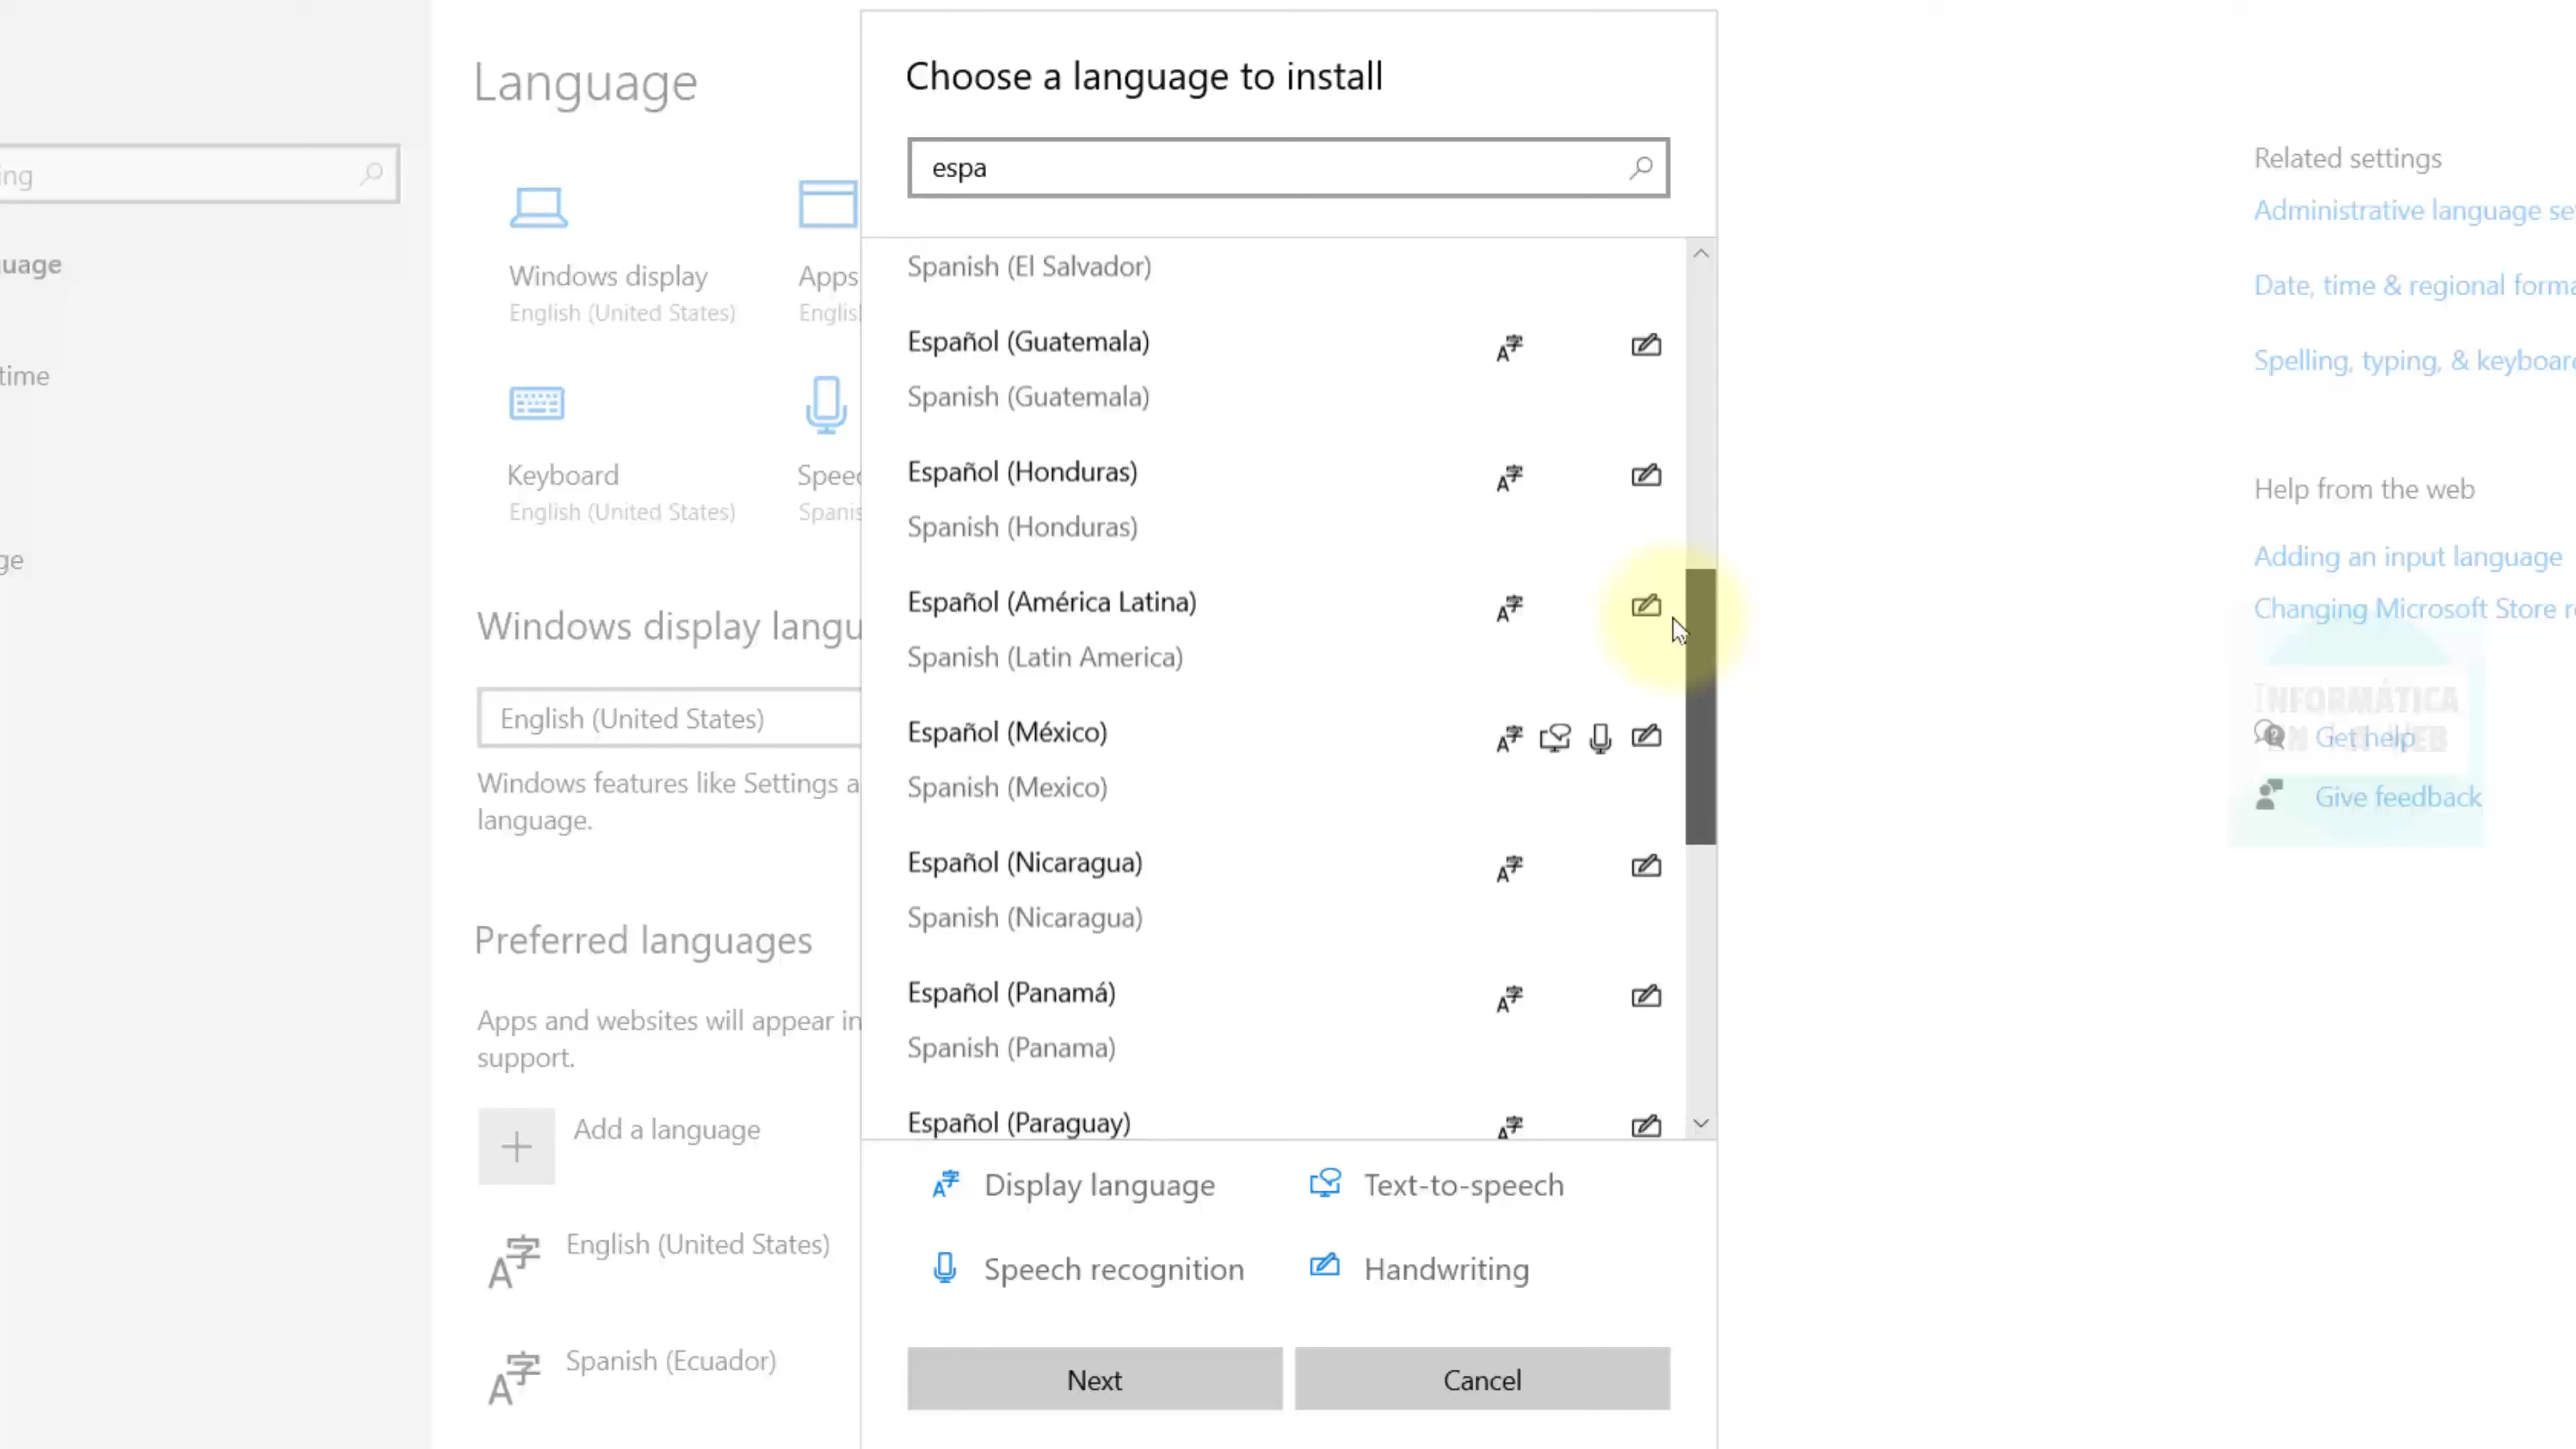 Language
Windows display
English (United States)
Apps
Keyboard
English (United States)
Windows display langu
English (United States)
Windows features like Settings a
language.
Preferred languages
Apps and websites will appear in
support.
Add a language
English (United States)
Spanish (Ecuador)
Choose a language to install
espa
Spanish (El Salvador)
Español (Guatemala)
Spanish (Guatemala)
Español (Honduras)
Spanish (Honduras)
Español (América Latina)
Spanish (Latin America)
Español (México)
Spanish (Mexico)
Español (Nicaragua)
Spanish (Nicaragua)
Español (Panamá)
Spanish (Panama)
Español (Paraguay)
Display language
Text-to-speech
Speech recognition
Handwriting
Next
Cancel
Related settings
Administrative language se
Date, time & regional forma
Spelling, typing, & keyboar
Help from the web
Adding an input language
Changing Microsoft Store r
INFORMÁTICA
Get help
Give feedback